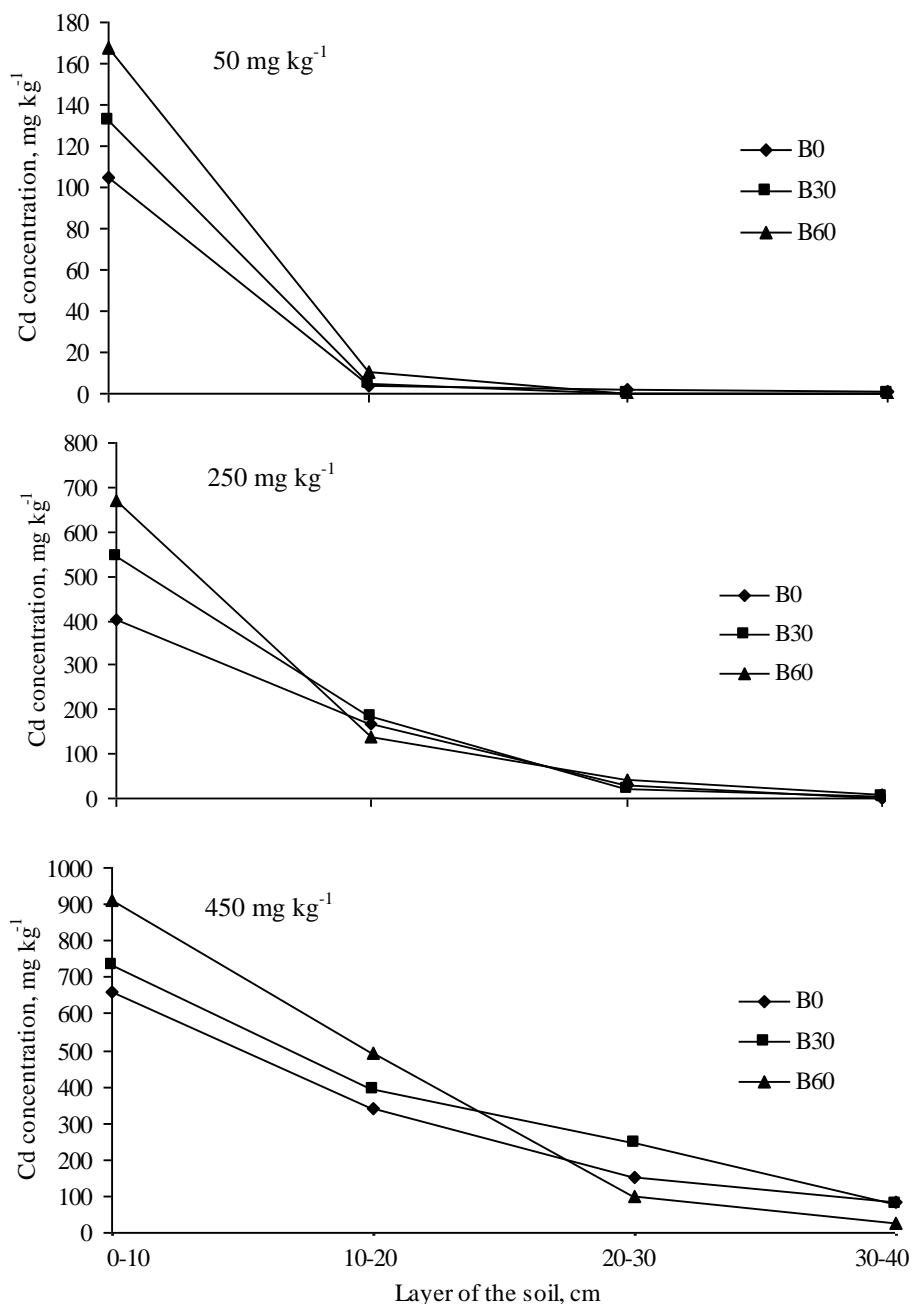 180
160
140
120
100
80
60
40
20
0
Cd concentration, mg kg⁻¹
50 mg kg⁻¹
B0
B30
B60
800
700
600
500
400
300
200
100
0
Cd concentration, mg kg⁻¹
250 mg kg⁻¹
B0
B30
B60
1000
900
800
700
600
500
400
300
200
100
0
Cd concentration, mg kg⁻¹
450 mg kg⁻¹
B0
B30
B60
0-10 10-20 20-30 30-40
Layer of the soil, cm